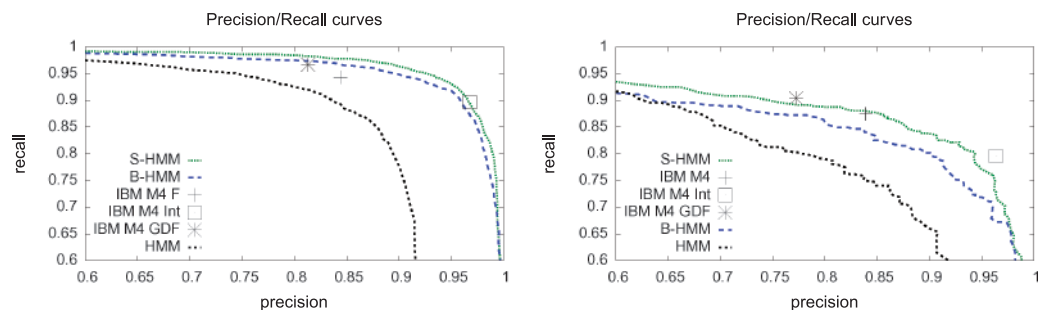 Precision/Recall curves
1
0.95
0.9
0.85
0.8
0.75
0.7
0.65
0.6
recall
S-HMM
B-HMM
IBM M4 F
IBM M4 Int
IBM M4 GDF
HMM
0.6 0.65 0.7 0.75 0.8 0.85 0.9 0.95 1
precision
Precision/Recall curves
1
0.95
0.9
0.85
0.8
0.75
0.7
0.65
0.6
recall
S-HMM
IBM M4
IBM M4 Int
IBM M4 GDF
B-HMM
HMM
0.6 0.65 0.7 0.75 0.8 0.85 0.9 0.95 1
precision